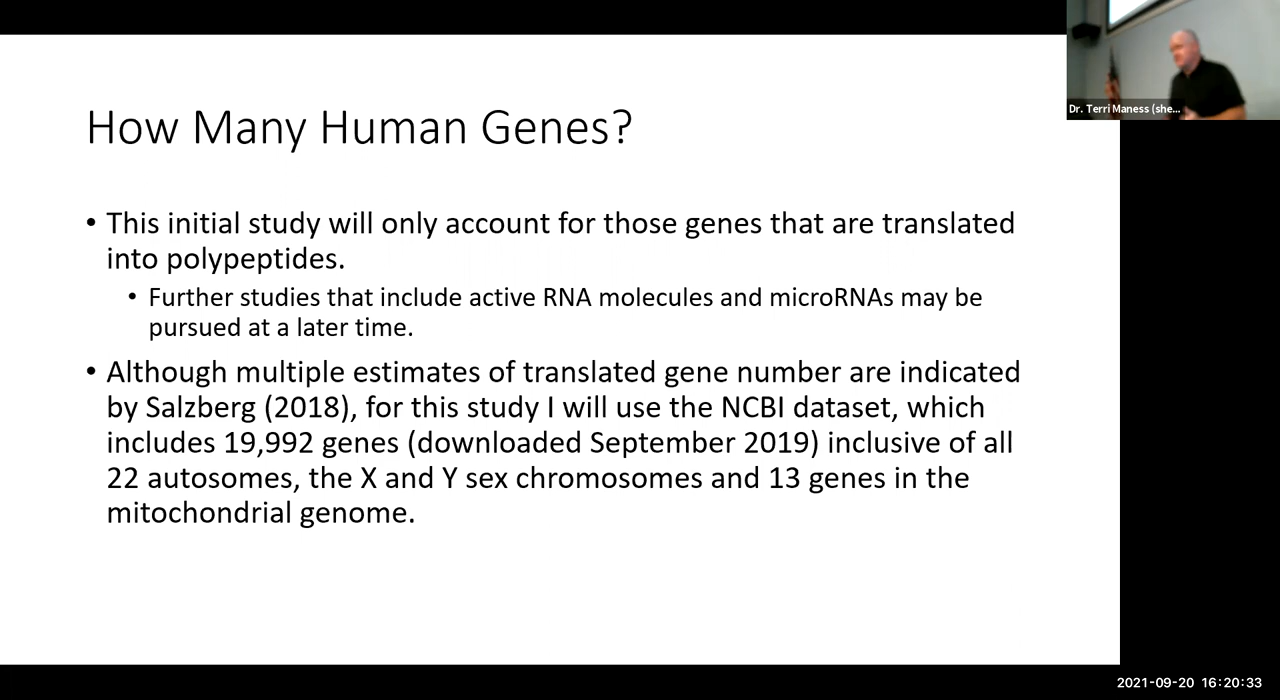 How Many Human Genes?
• This initial study will only account for those genes that are translated
into polypeptides.
• Further studies that include active RNA molecules and microRNAs may be
pursued at a later time.
• Although multiple estimates of translated gene number are indicated
by Salzberg (2018), for this study I will use the NCBI dataset, which
includes 19,992 genes (downloaded September 2019) inclusive of all
22 autosomes, the X and Y sex chromosomes and 13 genes in the
mitochondrial genome.
Dr. Terri Maness (she...
2021-09-20 16:20:33